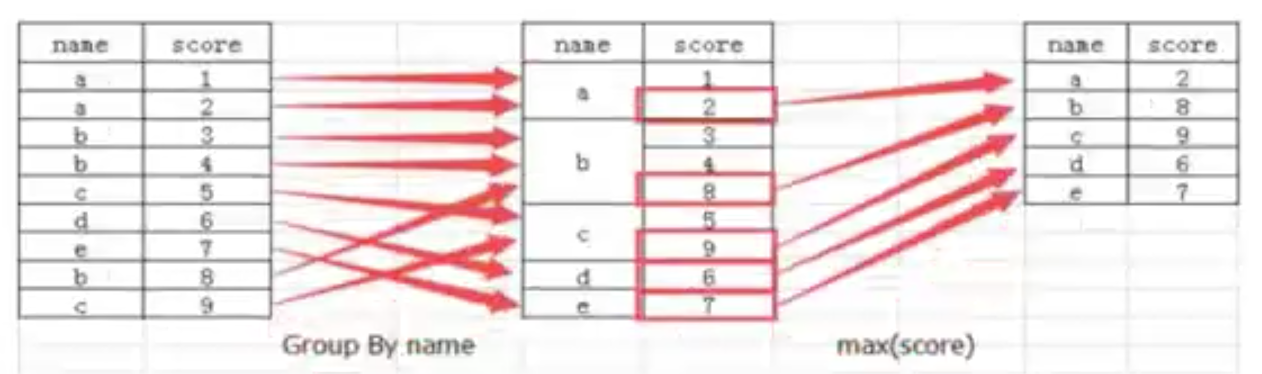 name score
a 1
a 2
b 3
b 4
c 5
d 6
e 7
b 8
c 9
Group By name
name score
a 1
2
b 3
4
8
c 5
9
d 6
e 7
max(score)
name score
a 2
b 8
c 9
d 6
e 7